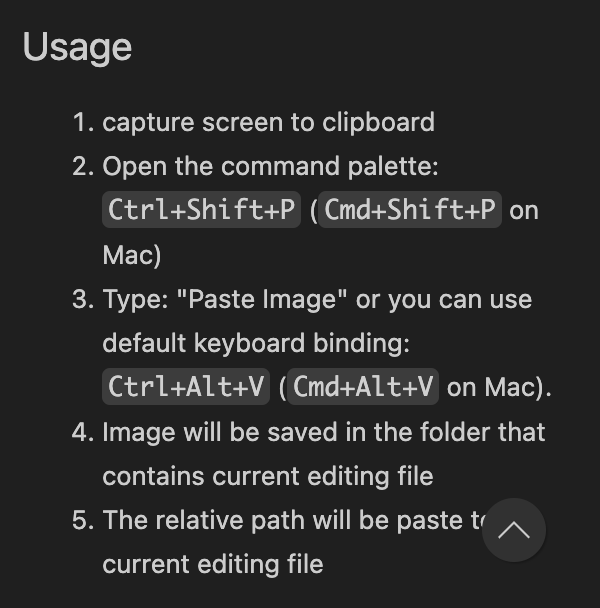 Usage
1. capture screen to clipboard
2. Open the command palette:
Ctrl+Shift+P (Cmd+Shift+P on
Mac)
3. Type: "Paste Image" or you can use
default keyboard binding:
Ctrl+Alt+V (Cmd+Alt+V on Mac).
4. Image will be saved in the folder that
contains current editing file
5. The relative path will be paste to
current editing file